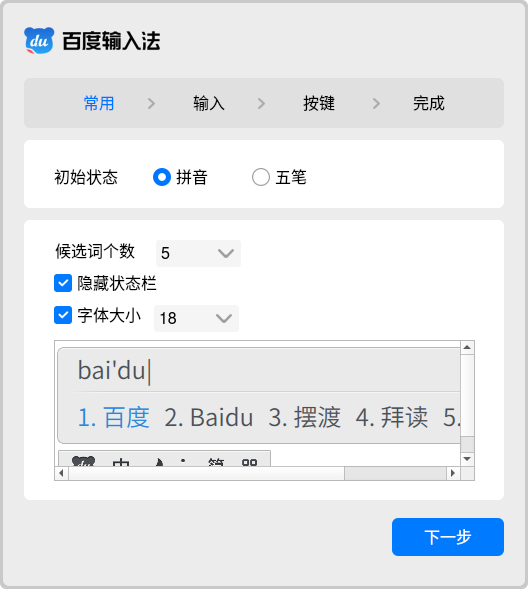 du 百度输入法
常用 > 输入 > 按键 > 完成
初始状态 拼音 五笔
候选词个数 5
隐藏状态栏
字体大小 18
bai'du
1. 百度 2. Baidu 3. 摆渡 4. 拜读 5.
中 简
下一步